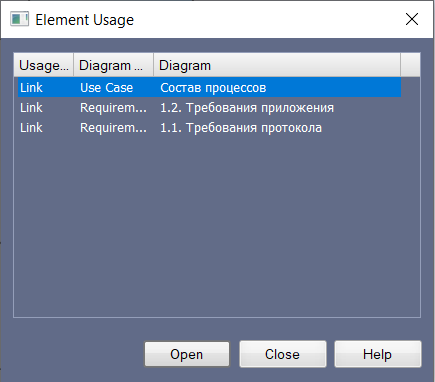 Element Usage
Usage... Diagram ... Diagram
Link Use Case Состав процессов
Link Requirem... 1.2. Требования приложения
Link Requirem... 1.1. Требования протокола
Open Close Help